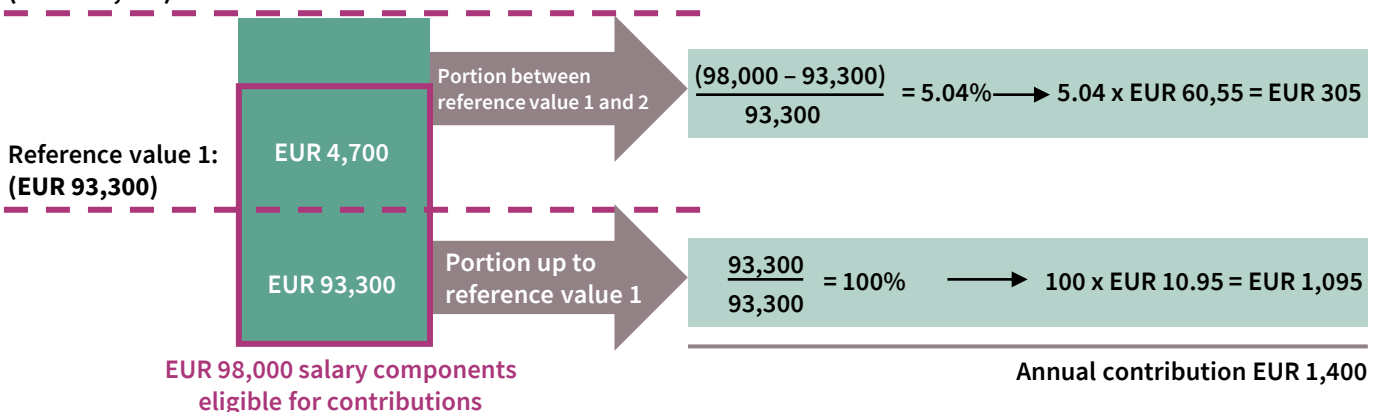 Portion between
reference value 1 and 2
(98,000 – 93,300)
93,300
= 5.04%
5.04 x EUR 60,55 = EUR 305
Reference value 1:
(EUR 93,300)
EUR 4,700
EUR 93,300
Portion up to
reference value 1
93,300
93,300
= 100%
100 x EUR 10.95 = EUR 1,095
EUR 98,000 salary components
eligible for contributions
Annual contribution EUR 1,400